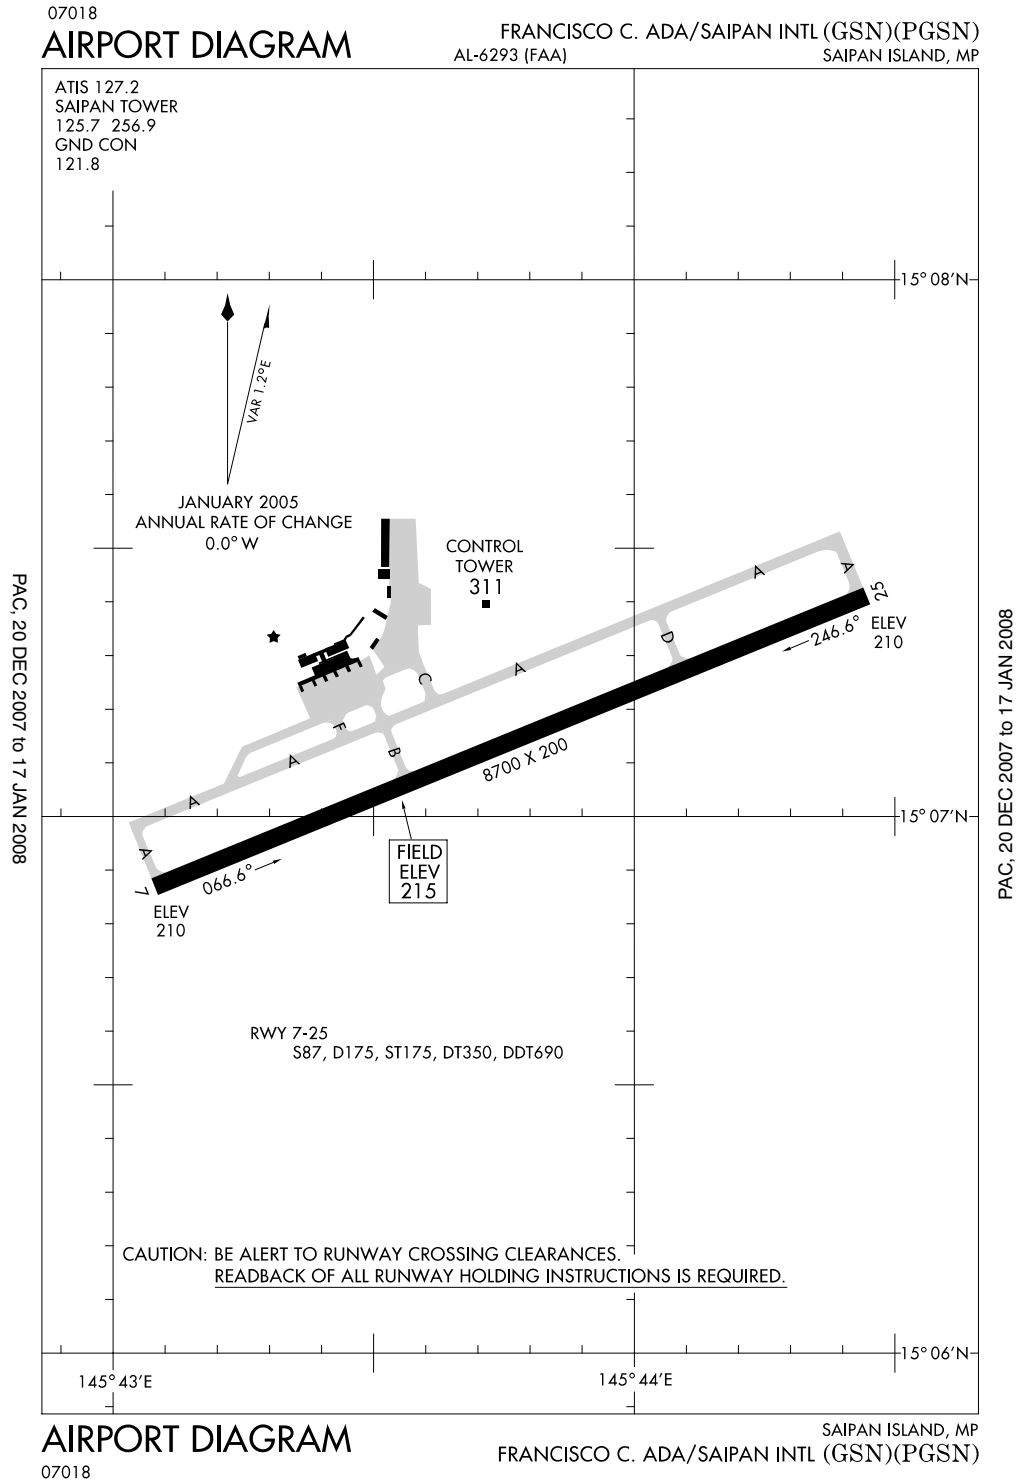 07018
AIRPORT DIAGRAM
AL-6293 (FAA)
FRANCISCO C. ADA/SAIPAN INTL (GSN)(PGSN)
SAIPAN ISLAND, MP
ATIS 127.2
SAIPAN TOWER
125.7 256.9
GND CON
121.8
15°08'N
VAR 1.2°E
JANUARY 2005
ANNUAL RATE OF CHANGE
0.0° W
CONTROL
TOWER
311
A
A
25
ELEV
210
246.6°
D
A
C
F
B
A
A
8700 X 200
15°07'N
A
7
066.6°
ELEV
210
FIELD
ELEV
215
RWY 7-25
S87, D175, ST175, DT350, DDT690
CAUTION: BE ALERT TO RUNWAY CROSSING CLEARANCES.
READBACK OF ALL RUNWAY HOLDING INSTRUCTIONS IS REQUIRED.
15°06'N
145°43'E
145°44'E
PAC, 20 DEC 2007 to 17 JAN 2008
PAC, 20 DEC 2007 to 17 JAN 2008
AIRPORT DIAGRAM
07018
SAIPAN ISLAND, MP
FRANCISCO C. ADA/SAIPAN INTL (GSN)(PGSN)